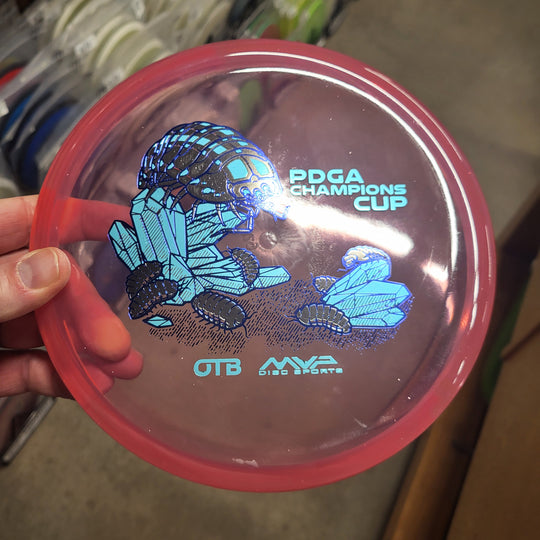 PDGA
CHAMPIONS
CUP
OTB
MVP
DISC SPORTS